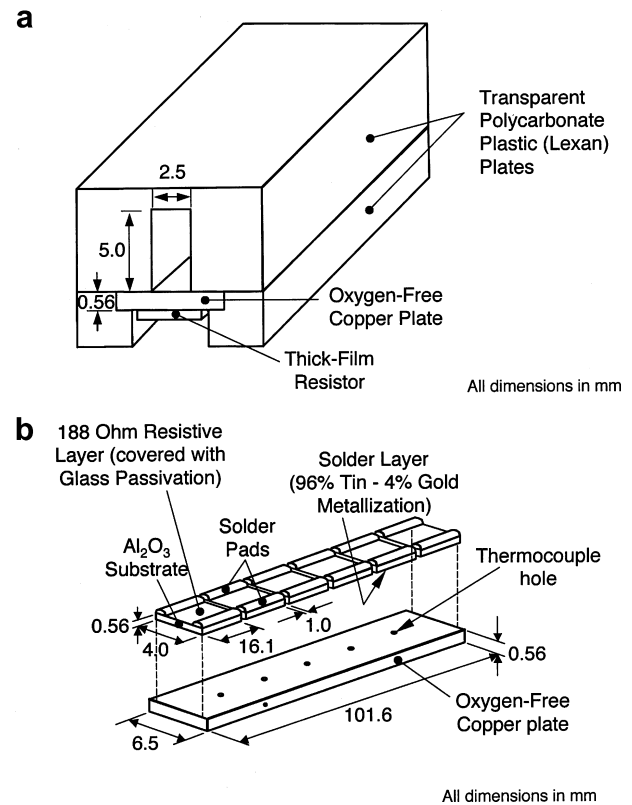 a
Transparent
Polycarbonate
Plastic (Lexan)
Plates
2.5
5.0
0.56
Oxygen-Free
Copper Plate
Thick-Film
Resistor
All dimensions in mm
b
188 Ohm Resistive
Layer (covered with
Glass Passivation)
Solder Layer
(96% Tin - 4% Gold
Metallization)
Solder
Pads
Al2O3
Substrate
Thermocouple
hole
0.56
4.0
16.1
1.0
0.56
101.6
6.5
Oxygen-Free
Copper plate
All dimensions in mm